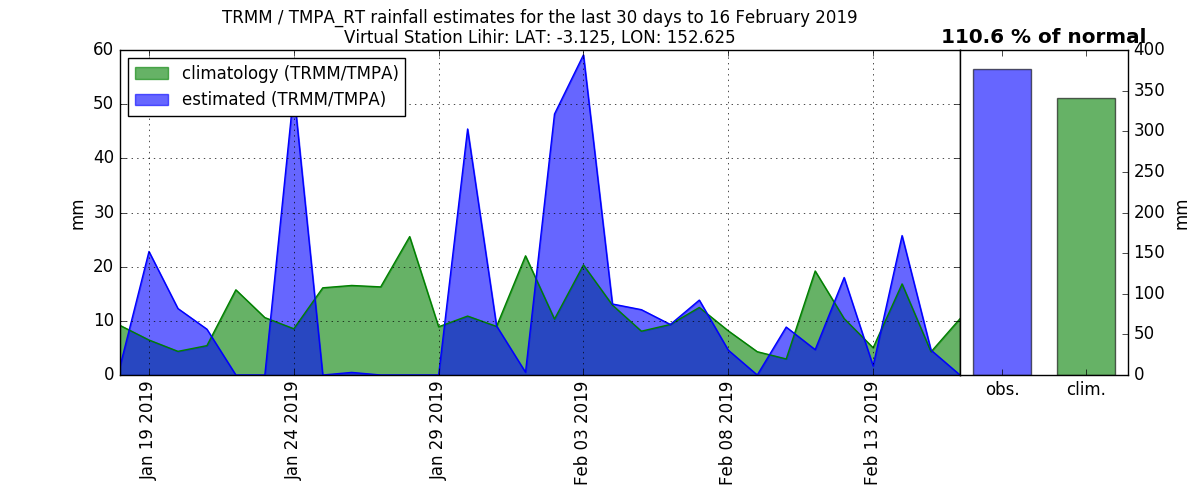 TRMM / TMPA_RT rainfall estimates for the last 30 days to 16 February 2019
Virtual Station Lihir: LAT: -3.125, LON: 152.625
110.6 % of normal
climatology (TRMM/TMPA)
estimated (TRMM/TMPA)
60
50
40
30
20
10
0
mm
Jan 19 2019
Jan 24 2019
Jan 29 2019
Feb 03 2019
Feb 08 2019
Feb 13 2019
obs.
clim.
400
350
300
250
200
150
100
50
0
mm